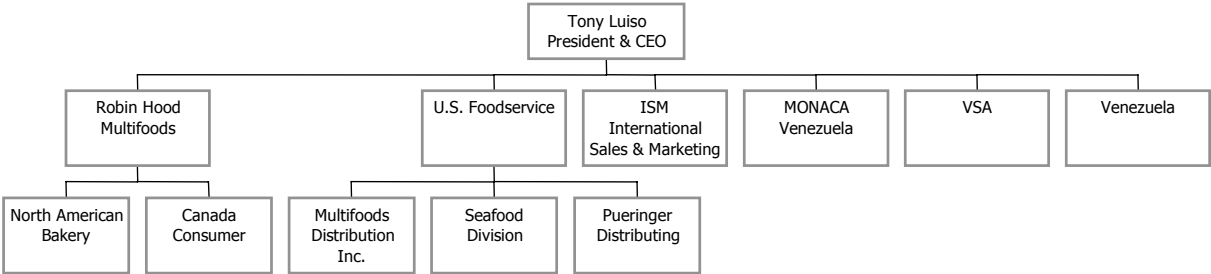 Tony Luiso
President & CEO
Robin Hood
Multifoods
U.S. Foodservice
ISM
International
Sales & Marketing
MONACA
Venezuela
VSA
Venezuela
North American
Bakery
Canada
Consumer
Multifoods
Distribution
Inc.
Seafood
Division
Pueringer
Distributing